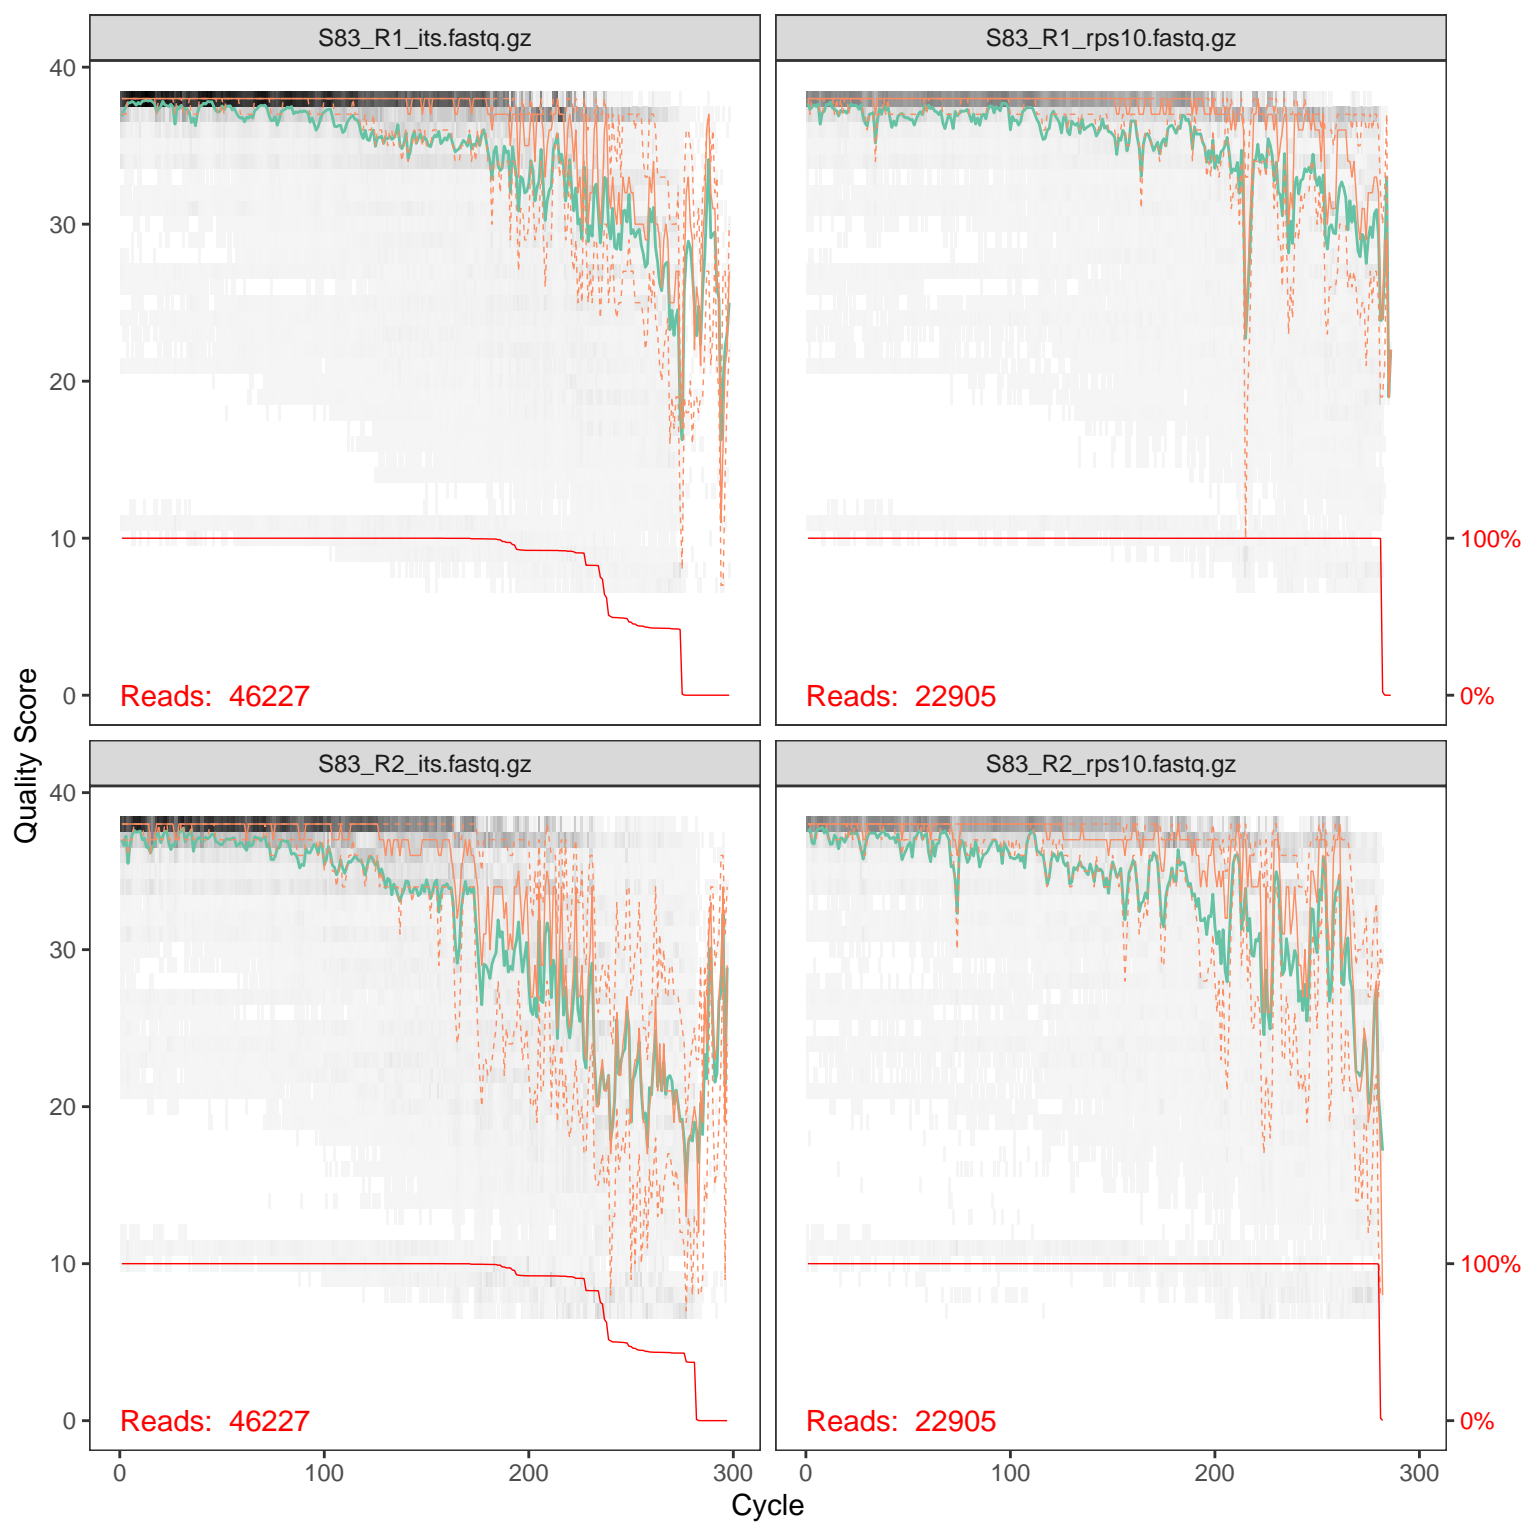 S83_R1_its.fastq.gz
S83_R1_rps10.fastq.gz
40
30
20
10
0
100%
0%
Reads: 46227
Reads: 22905
Quality Score
S83_R2_its.fastq.gz
S83_R2_rps10.fastq.gz
40
30
20
10
0
100%
0%
Reads: 46227
Reads: 22905
0 100 200 300
0 100 200 300
Cycle